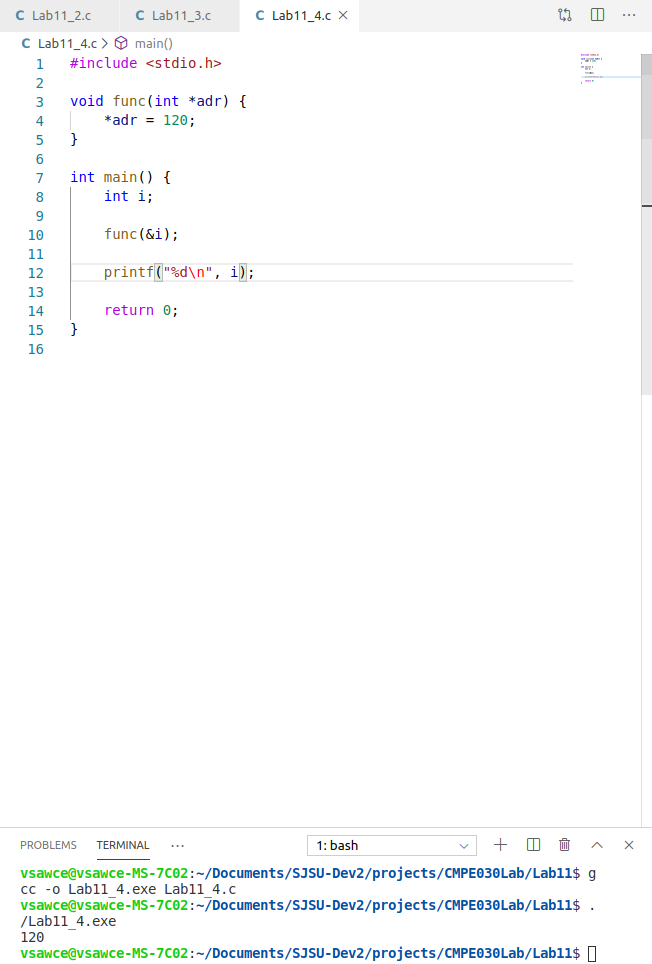 C Lab11_2.c C Lab11_3.c C Lab11_4.c ×
C Lab11_4.c > main()
1 #include <stdio.h>
2
3 void func(int *adr) {
4     *adr = 120;
5 }
6
7 int main() {
8     int i;
9
10     func(&i);
11
12     printf("%d\n", i);
13
14     return 0;
15 }
16
PROBLEMS TERMINAL ··· 1: bash
vsawce@vsawce-MS-7C02:~/Documents/SJSU-Dev2/projects/CMPE030Lab/Lab11$ g
cc -o Lab11_4.exe Lab11_4.c
vsawce@vsawce-MS-7C02:~/Documents/SJSU-Dev2/projects/CMPE030Lab/Lab11$ .
/Lab11_4.exe
120
vsawce@vsawce-MS-7C02:~/Documents/SJSU-Dev2/projects/CMPE030Lab/Lab11$